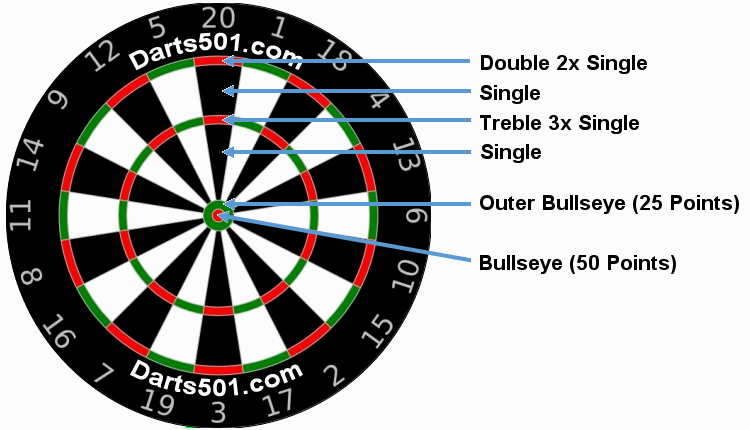 20
1
18
4
13
6
10
15
2
17
3
19
7
16
8
11
14
9
12
5
Darts501.com
Double 2x Single
Single
Treble 3x Single
Single
Outer Bullseye (25 Points)
Bullseye (50 Points)
Darts501.com